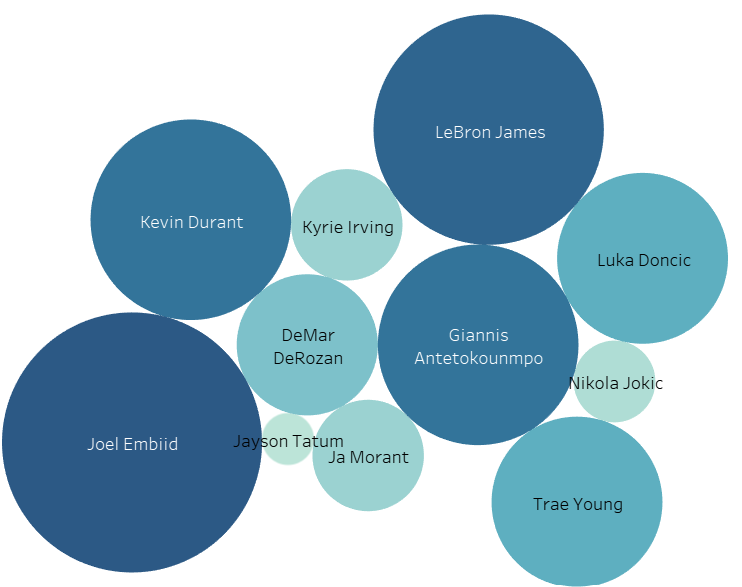 LeBron James
Kevin Durant
Kyrie Irving
Luka Doncic
DeMar
DeRozan
Giannis
Antetokounmpo
Nikola Jokic
Joel Embiid
Jayson Tatum
Ja Morant
Trae Young